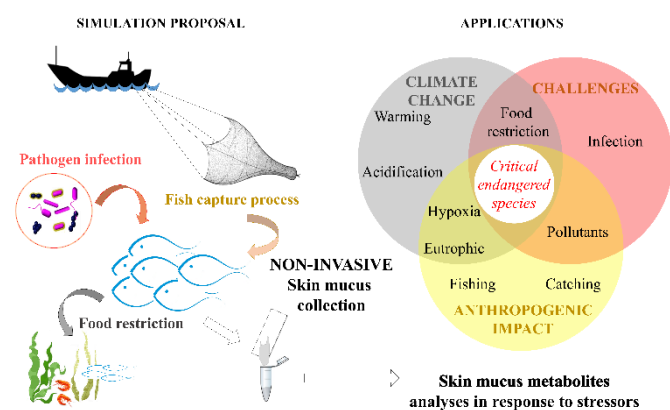 SIMULATION PROPOSAL
Pathogen infection
Fish capture process
NON-INVASIVE
Skin mucus
collection
Food restriction
APPLICATIONS
CLIMATE
CHANGE
CHALLENGES
Warming
Food
restriction
Infection
Acidification
Critical
endangered
species
Hypoxia
Pollutants
Eutrophic
Fishing
Catching
ANTHROPOGENIC
IMPACT
Skin mucus metabolites
analyses in response to stressors